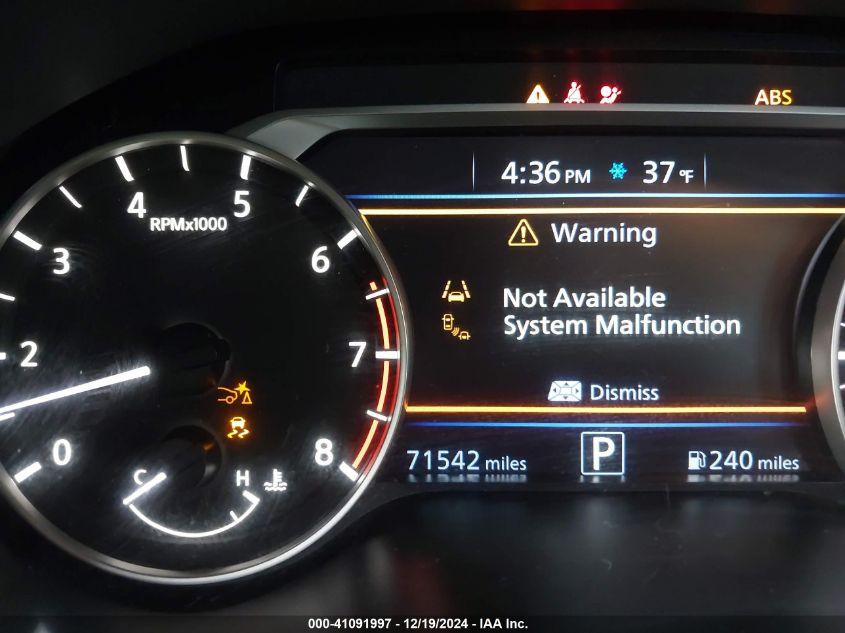 ABS
4:36 PM 37°F
4 5
RPMx1000
Warning
3 6
Not Available
System Malfunction
2 7
Dismiss
0 8
71542 miles P 240 miles
C H
000-41091997 - 12/19/2024 - IAA Inc.